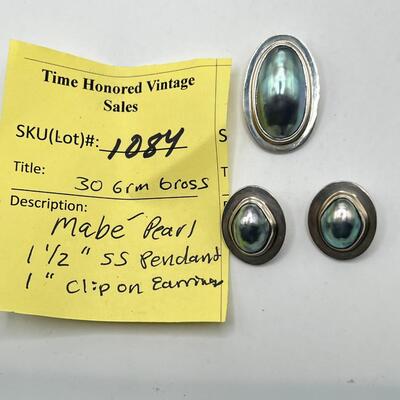 Time Honored Vintage
Sales
SKU(Lot)#: 1084 S
Title: 30 Grm Gross T
Description:
Mabé Pearl
1 1/2" SS Pendant
1" Clip on Earrings